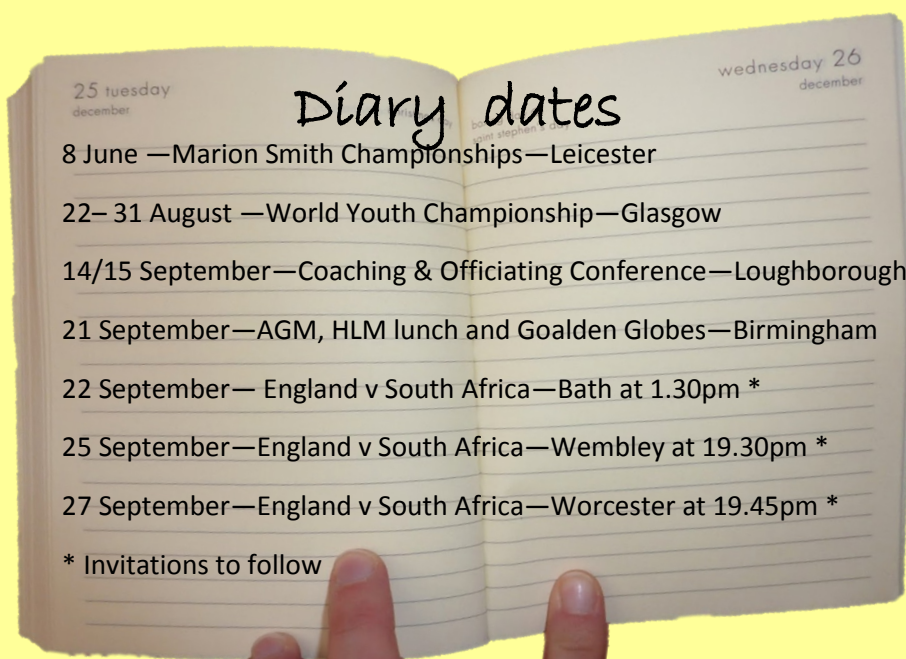 25 tuesday
december
wednesday 26
december
Diary dates
saint stephen's day
8 June —Marion Smith Championships—Leicester
22– 31 August —World Youth Championship—Glasgow
14/15 September—Coaching & Officiating Conference—Loughborough
21 September—AGM, HLM lunch and Goalden Globes—Birmingham
22 September— England v South Africa—Bath at 1.30pm *
25 September—England v South Africa—Wembley at 19.30pm *
27 September—England v South Africa—Worcester at 19.45pm *
* Invitations to follow